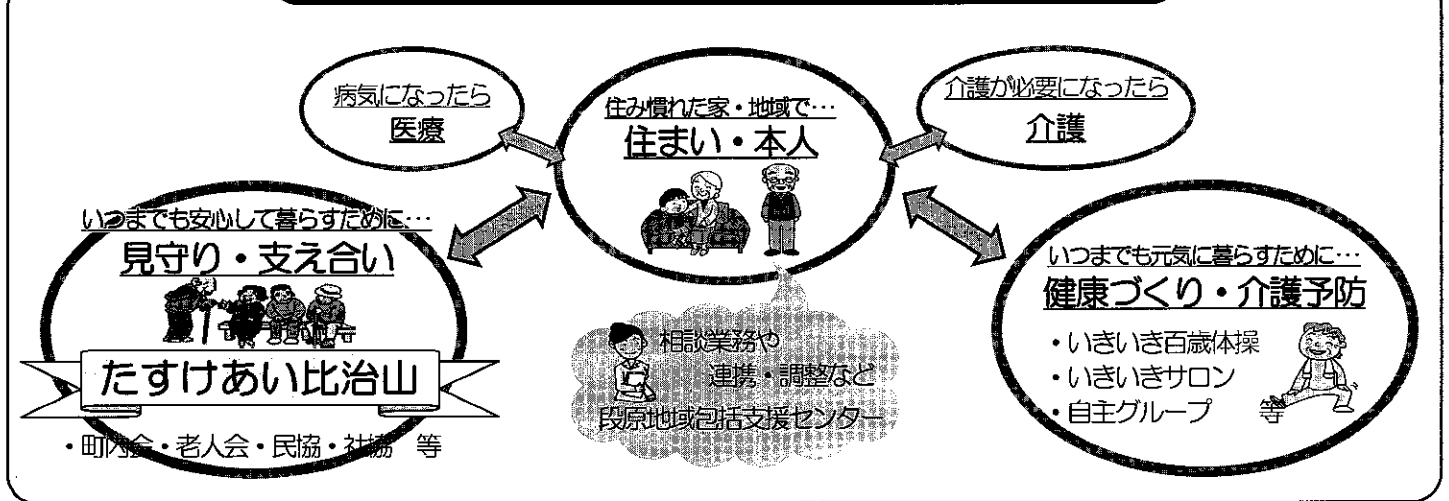 病気になったら
医療
住み慣れた家・地域で…
住まい・本人
介護が必要になったら
介護
いつまでも安心して暮らすために…
見守り・支え合い
たすけあい比治山
・町内会・老人会・民協・社協　等
相談業務や
連携・調整など
段原地域包括支援センター
いつまでも元気に暮らすために…
健康づくり・介護予防
・いきいき百歳体操
・いきいきサロン
・自主グループ　等